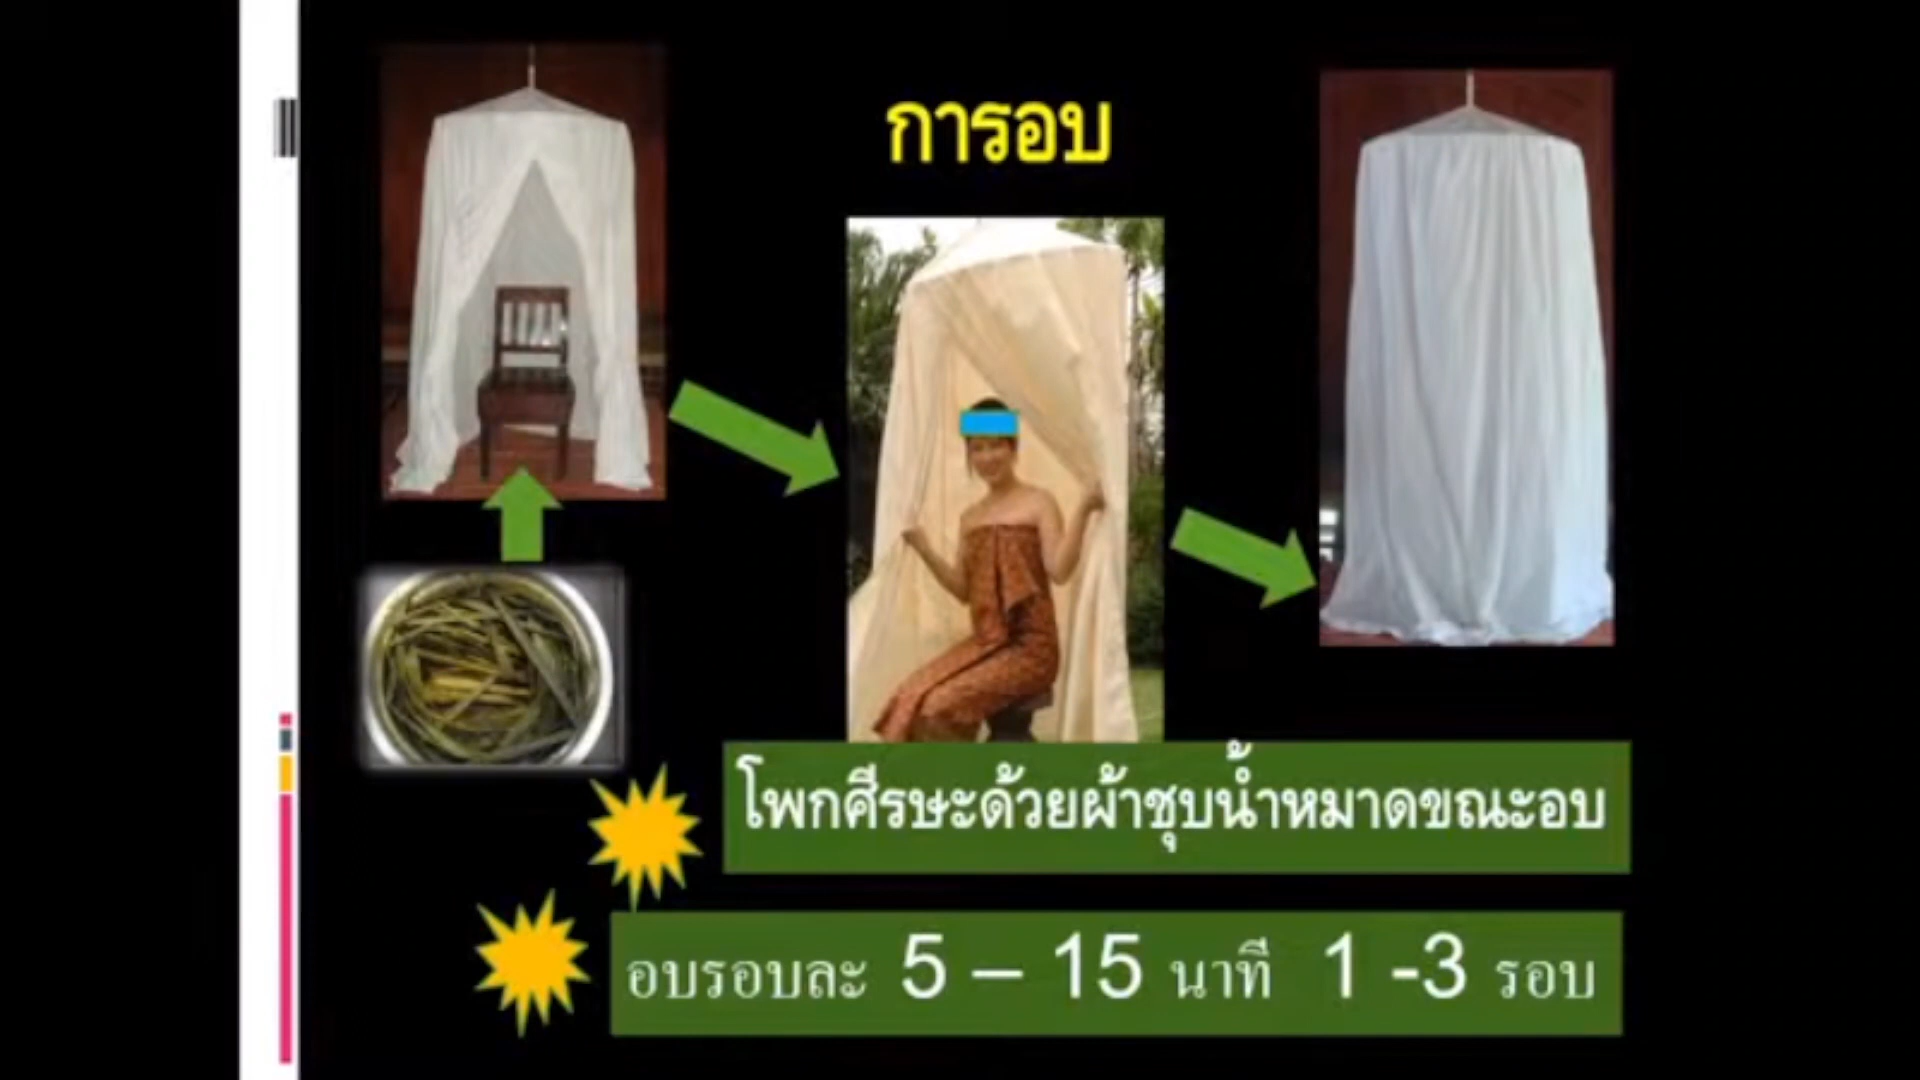 การอบ
โพกศีรษะด้วยผ้าชุบน้ำหมาดขณะอบ
อบรอบละ 5 – 15 นาที 1 -3 รอบ